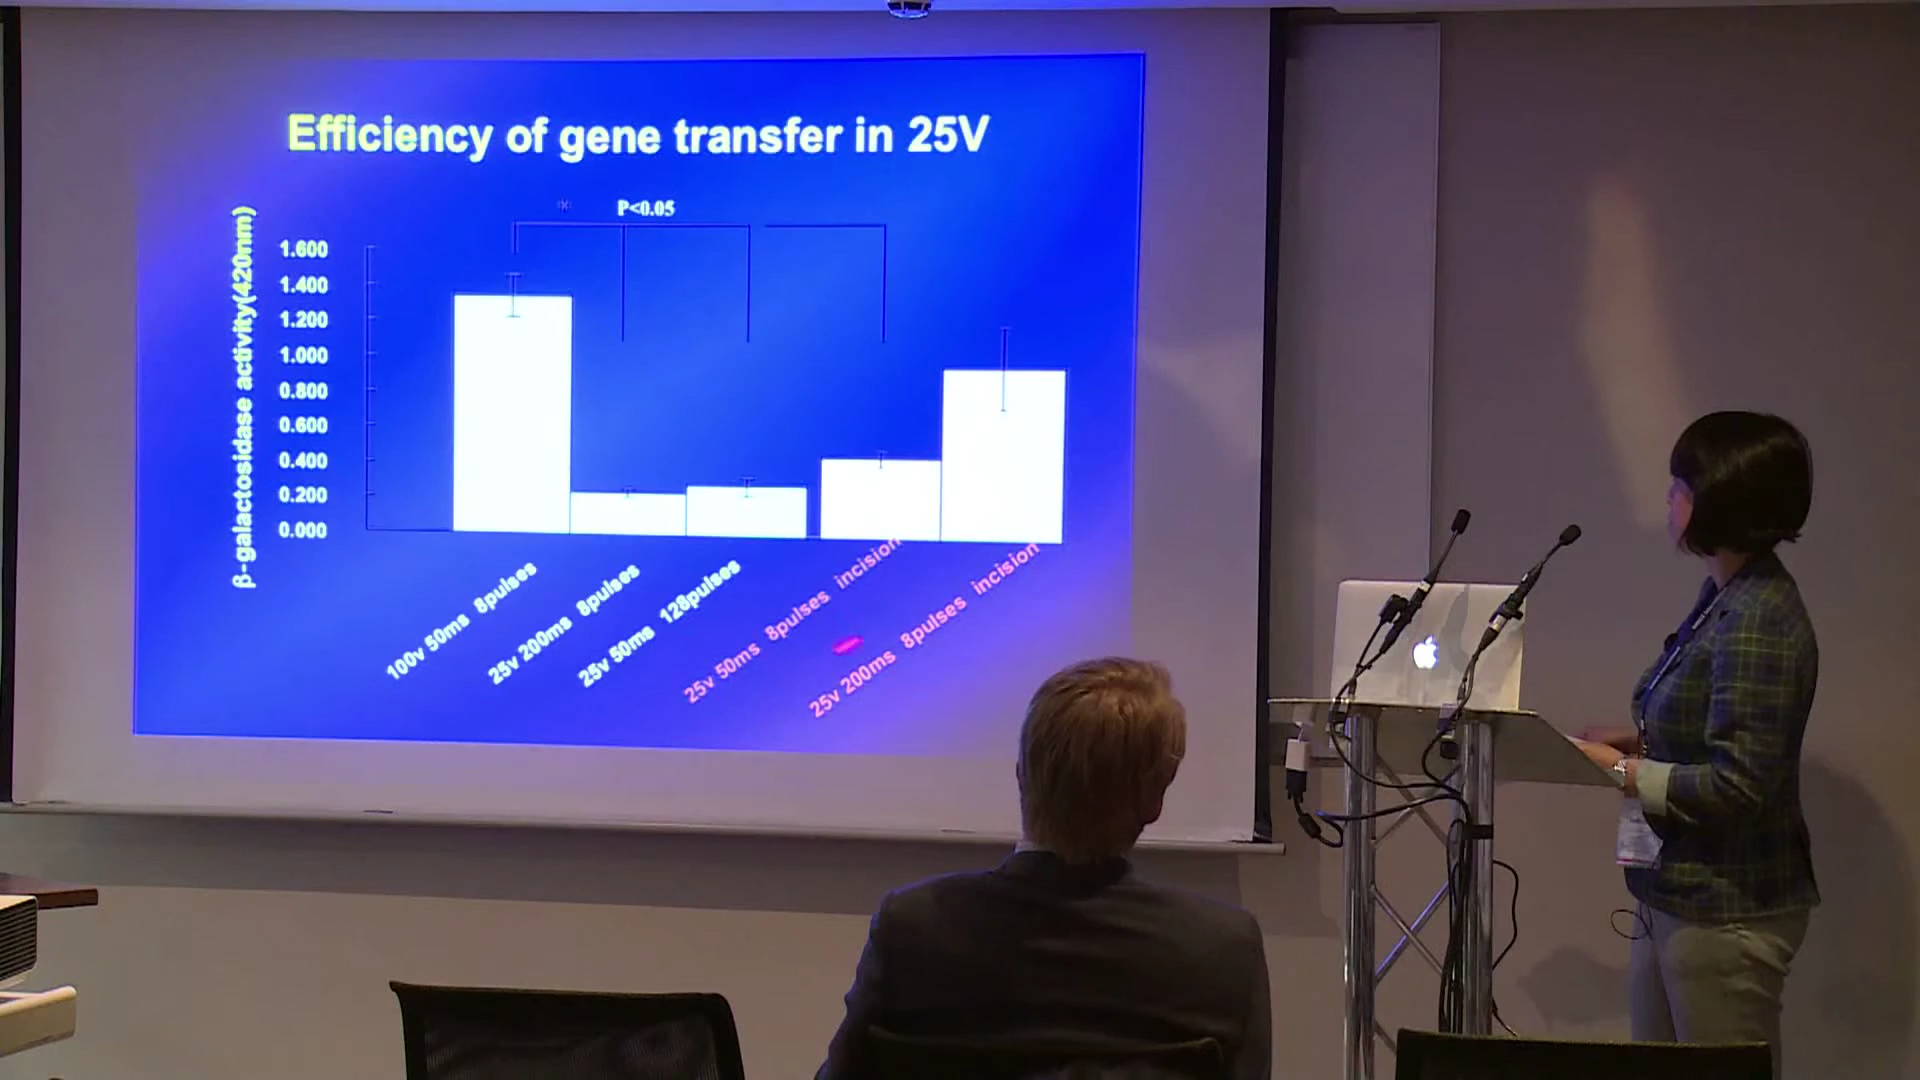 Efficiency of gene transfer in 25V
P<0.05
β-galactosidase activity(420nm)
1.600
1.400
1.200
1.000
0.800
0.600
0.400
0.200
0.000
100v 50ms 8pulses
25v 200ms 8pulses
25v 50ms 128pulses
25v 50ms 8pulses incision
25v 200ms 8pulses incision